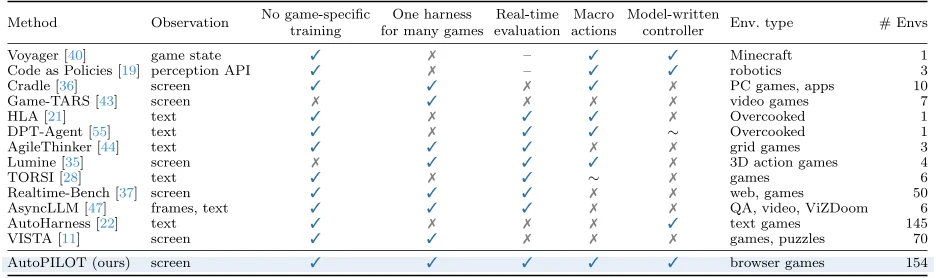 Method Observation No game-specific training One harness for many games Real-time evaluation Macro actions Model-written controller Env. type # Envs
Voyager [40] game state ✓ ✗ – ✓ ✓ Minecraft 1
Code as Policies [19] perception API ✓ ✗ – ✓ ✓ robotics 3
Cradle [36] screen ✓ ✓ ✗ ✓ ✗ PC games, apps 10
Game-TARS [43] screen ✗ ✓ ✗ ✗ ✗ video games 7
HLA [21] text ✓ ✗ ✓ ✓ ✗ Overcooked 1
DPT-Agent [55] text ✓ ✗ ✓ ✓ ~ Overcooked 1
AgileThinker [44] text ✓ ✓ ✓ ✗ ✗ grid games 3
Lumine [35] screen ✗ ✓ ✓ ✓ ✗ 3D action games 4
TORSI [28] text ✓ ✗ ✓ ~ ✗ games 6
Realtime-Bench [37] screen ✓ ✓ ✓ ✗ ✗ web, games 50
AsyncLLM [47] frames, text ✓ ✓ ✓ ✗ ✗ QA, video, ViZDoom 6
AutoHarness [22] text ✓ ✗ ✗ ✗ ✓ text games 145
VISTA [11] screen ✓ ✓ ✗ ✗ ✗ games, puzzles 70
AutoPILOT (ours) screen ✓ ✓ ✓ ✓ ✓ browser games 154